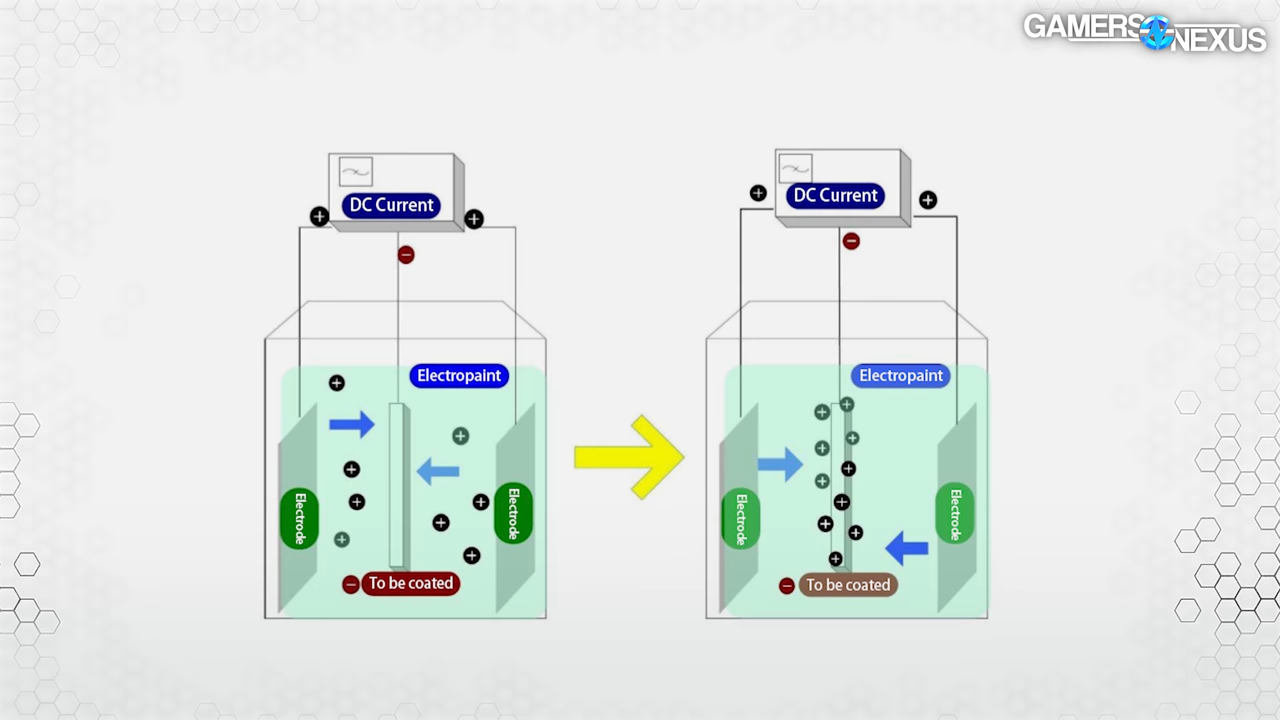 GAMERS NEXUS
DC Current
DC Current
Electropaint
Electropaint
Electrode
Electrode
Electrode
Electrode
To be coated
To be coated